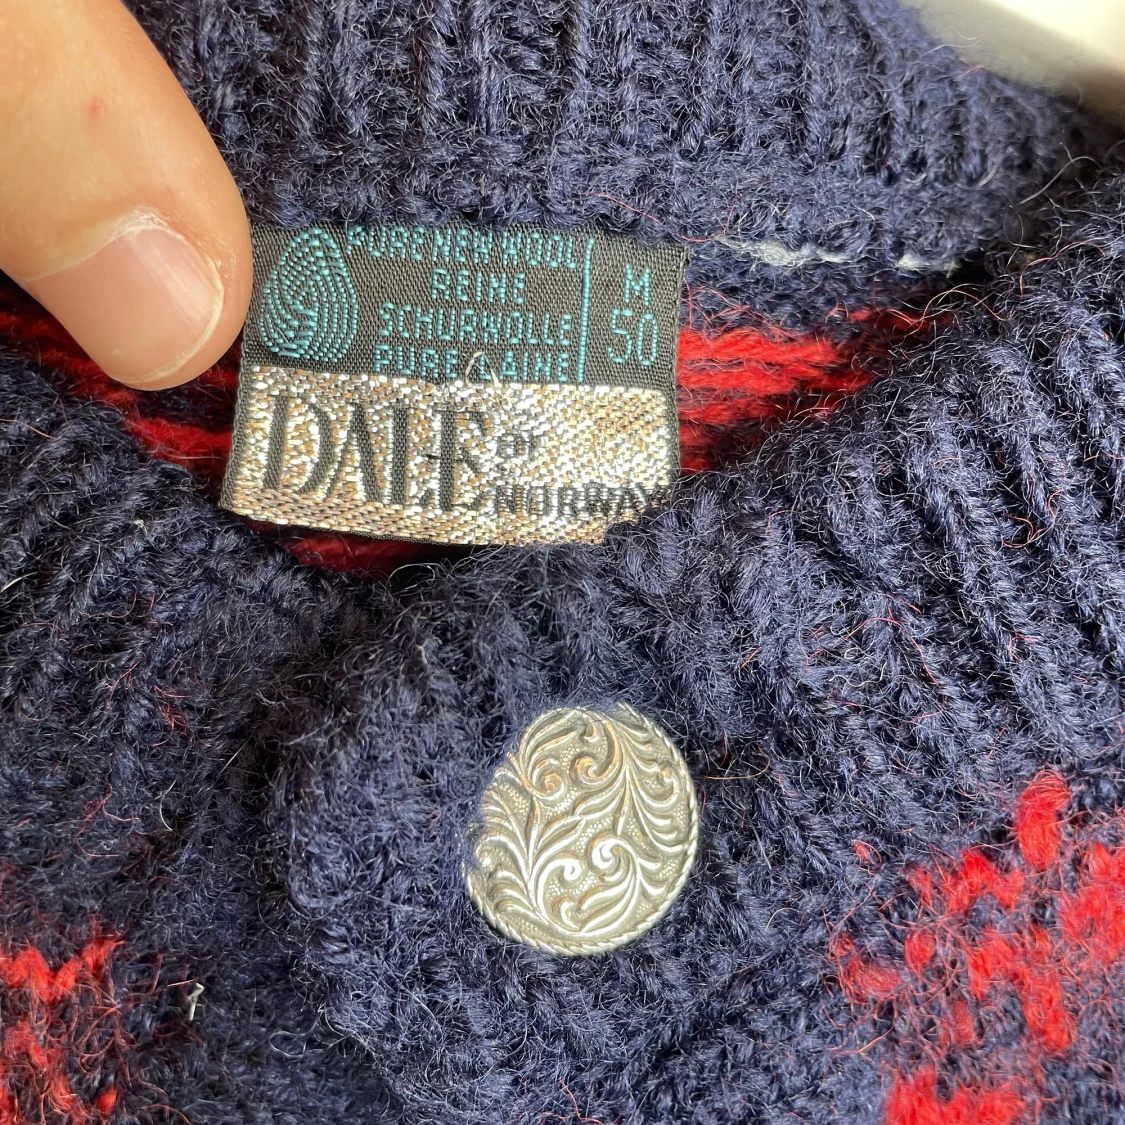 PURE NEW WOOL
REINE
SCHURWOLLE
PURE LAINE
M
50
DALE OF
NORWAY